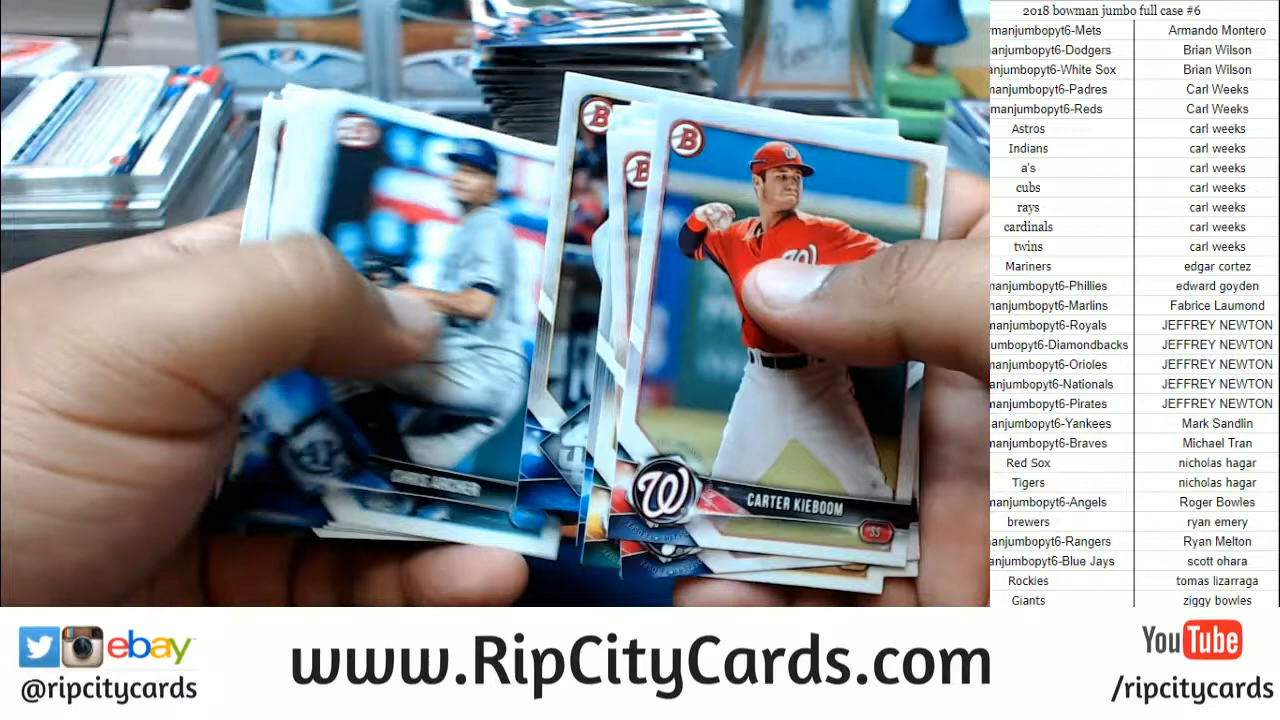 2018 bowman jumbo full case #6
manjumbopyt6-Mets Armando Montero
anjumbopyt6-Dodgers Brian Wilson
anjumbopyt6-White Sox Brian Wilson
manjumbopyt6-Padres Carl Weeks
manjumbopyt6-Reds Carl Weeks
Astros carl weeks
Indians carl weeks
a's carl weeks
cubs carl weeks
rays carl weeks
cardinals carl weeks
twins carl weeks
Mariners edgar cortez
manjumbopyt6-Phillies edward goyden
manjumbopyt6-Marlins Fabrice Laumond
manjumbopyt6-Royals JEFFREY NEWTON
umbopyt6-Diamondbacks JEFFREY NEWTON
manjumbopyt6-Orioles JEFFREY NEWTON
anjumbopyt6-Nationals JEFFREY NEWTON
manjumbopyt6-Pirates JEFFREY NEWTON
manjumbopyt6-Yankees Mark Sandlin
manjumbopyt6-Braves Michael Tran
Red Sox nicholas hagar
Tigers nicholas hagar
manjumbopyt6-Angels Roger Bowles
brewers ryan emery
manjumbopyt6-Rangers Ryan Melton
anjumbopyt6-Blue Jays scott ohara
Rockies tomas lizarraga
Giants ziggy bowles
B
B
B
W
CARTER KIEBOOM
SS
ebay
@ripcitycards
www.RipCityCards.com
YouTube
/ripcitycards